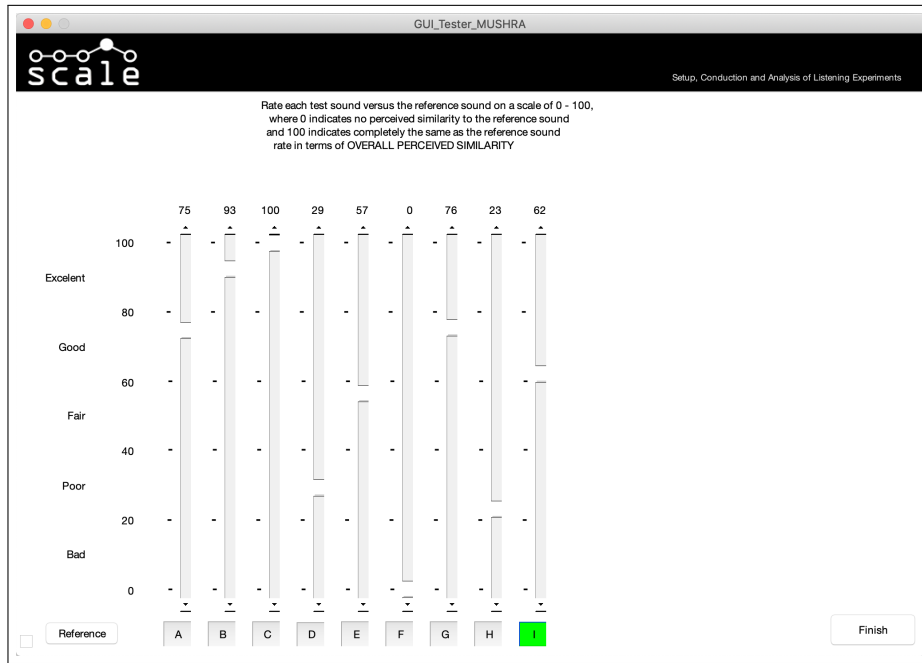 GUI_Tester_MUSHRA
scale
Setup, Conduction and Analysis of Listening Experiments
Rate each test sound versus the reference sound on a scale of 0 - 100,
where 0 indicates no perceived similarity to the reference sound
and 100 indicates completely the same as the reference sound
rate in terms of OVERALL PERCEIVED SIMILARITY
75 93 100 29 57 0 76 23 62
100
Excelent
80
Good
60
Fair
40
Poor
20
Bad
0
Reference A B C D E F G H I Finish